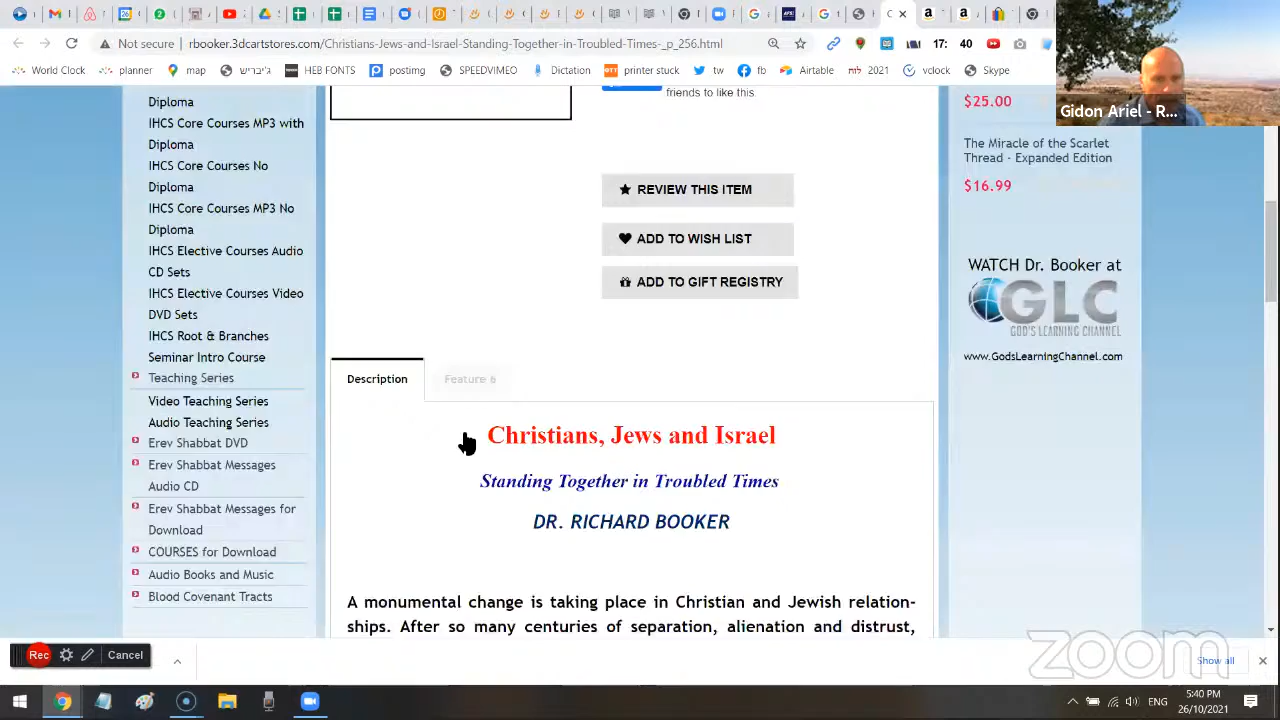 Not secure
rbooker.3dcartstores.com/Christians-Jews-and-Israel-Standing-Together-in-Troubled-Times-_p_256.html
17: 40
World Clock
planner
map
ג'יבריש
HEB FONTS
posting
SPEEDVIMEO
Dictation
printer stuck
tw
fb
Airtable
לוח 2021
vclock
Skype
Gidon Ariel - R...
Diploma
IHCS Core Courses MP3 with
Diploma
IHCS Core Courses No
Diploma
IHCS Core Courses MP3 No
Diploma
IHCS Elective Courses Audio
CD Sets
IHCS Elective Courses Video
DVD Sets
IHCS Root & Branches
Seminar Intro Course
Teaching Series
Video Teaching Series
Audio Teaching Series
Erev Shabbat DVD
Erev Shabbat Messages
Audio CD
Erev Shabbat Messages for
Download
COURSES for Download
Audio Books and Music
Blood Covenant Tracts
friends to like this.
REVIEW THIS ITEM
ADD TO WISH LIST
ADD TO GIFT REGISTRY
Description
Feature 6
Christians, Jews and Israel
Standing Together in Troubled Times
DR. RICHARD BOOKER
A monumental change is taking place in Christian and Jewish relation-
ships. After so many centuries of separation, alienation and distrust,
$25.00
The Miracle of the Scarlet
Thread - Expanded Edition
$16.99
WATCH Dr. Booker at
GLC
GOD'S LEARNING CHANNEL
www.GodsLearningChannel.com
Rec
Cancel
zoom
Show all
ENG
5:40 PM
26/10/2021